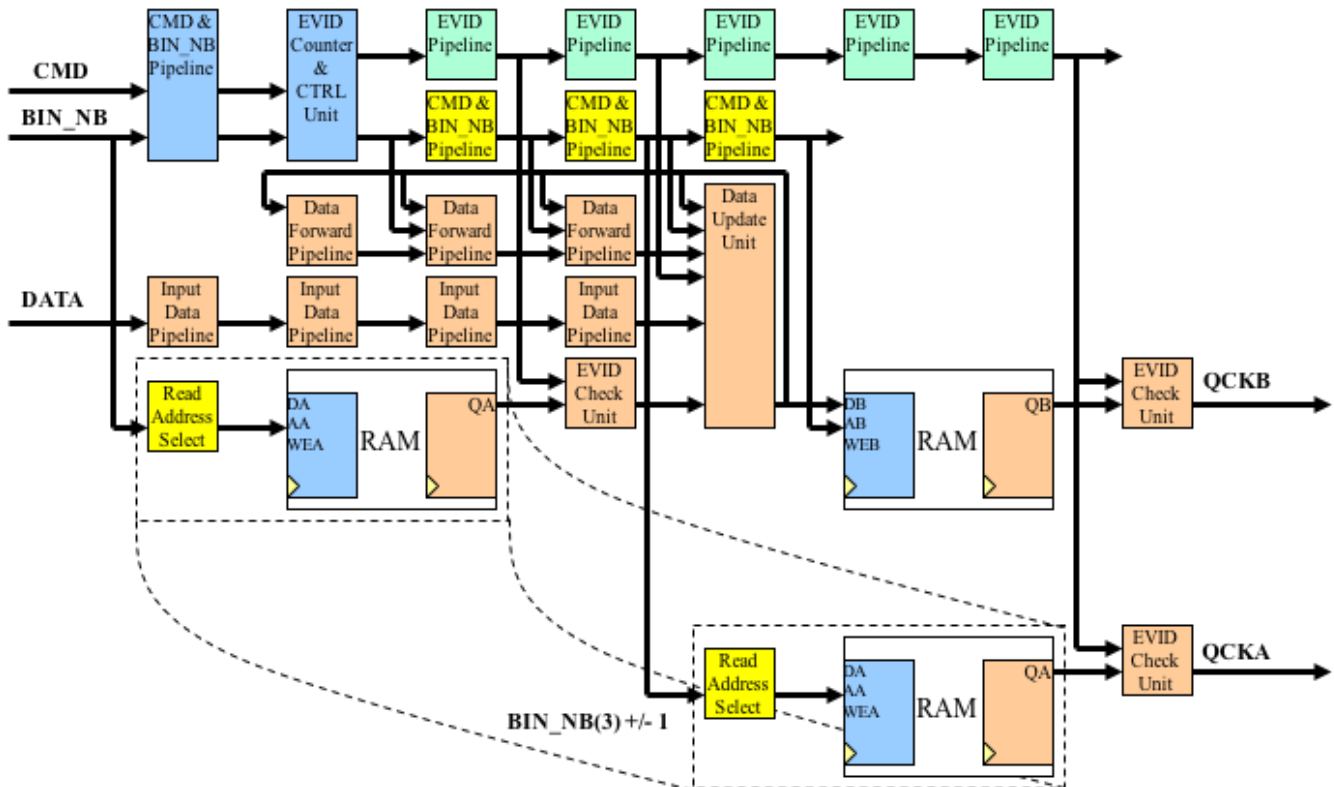 CMD &
BIN_NB
Pipeline
EVID
Counter
&
CTRL
Unit
EVID
Pipeline
EVID
Pipeline
EVID
Pipeline
EVID
Pipeline
EVID
Pipeline
CMD
BIN_NB
CMD &
BIN_NB
Pipeline
CMD &
BIN_NB
Pipeline
CMD &
BIN_NB
Pipeline
Data
Forward
Pipeline
Data
Forward
Pipeline
Data
Forward
Pipeline
Data
Update
Unit
DATA
Input
Data
Pipeline
Input
Data
Pipeline
Input
Data
Pipeline
Input
Data
Pipeline
Read
Address
Select
DA
AA
WEA
RAM
QA
EVID
Check
Unit
DB
AB
WEB
RAM
QB
EVID
Check
Unit
QCKB
Read
Address
Select
DA
AA
WEA
RAM
QA
EVID
Check
Unit
QCKA
BIN_NB(3) +/- 1